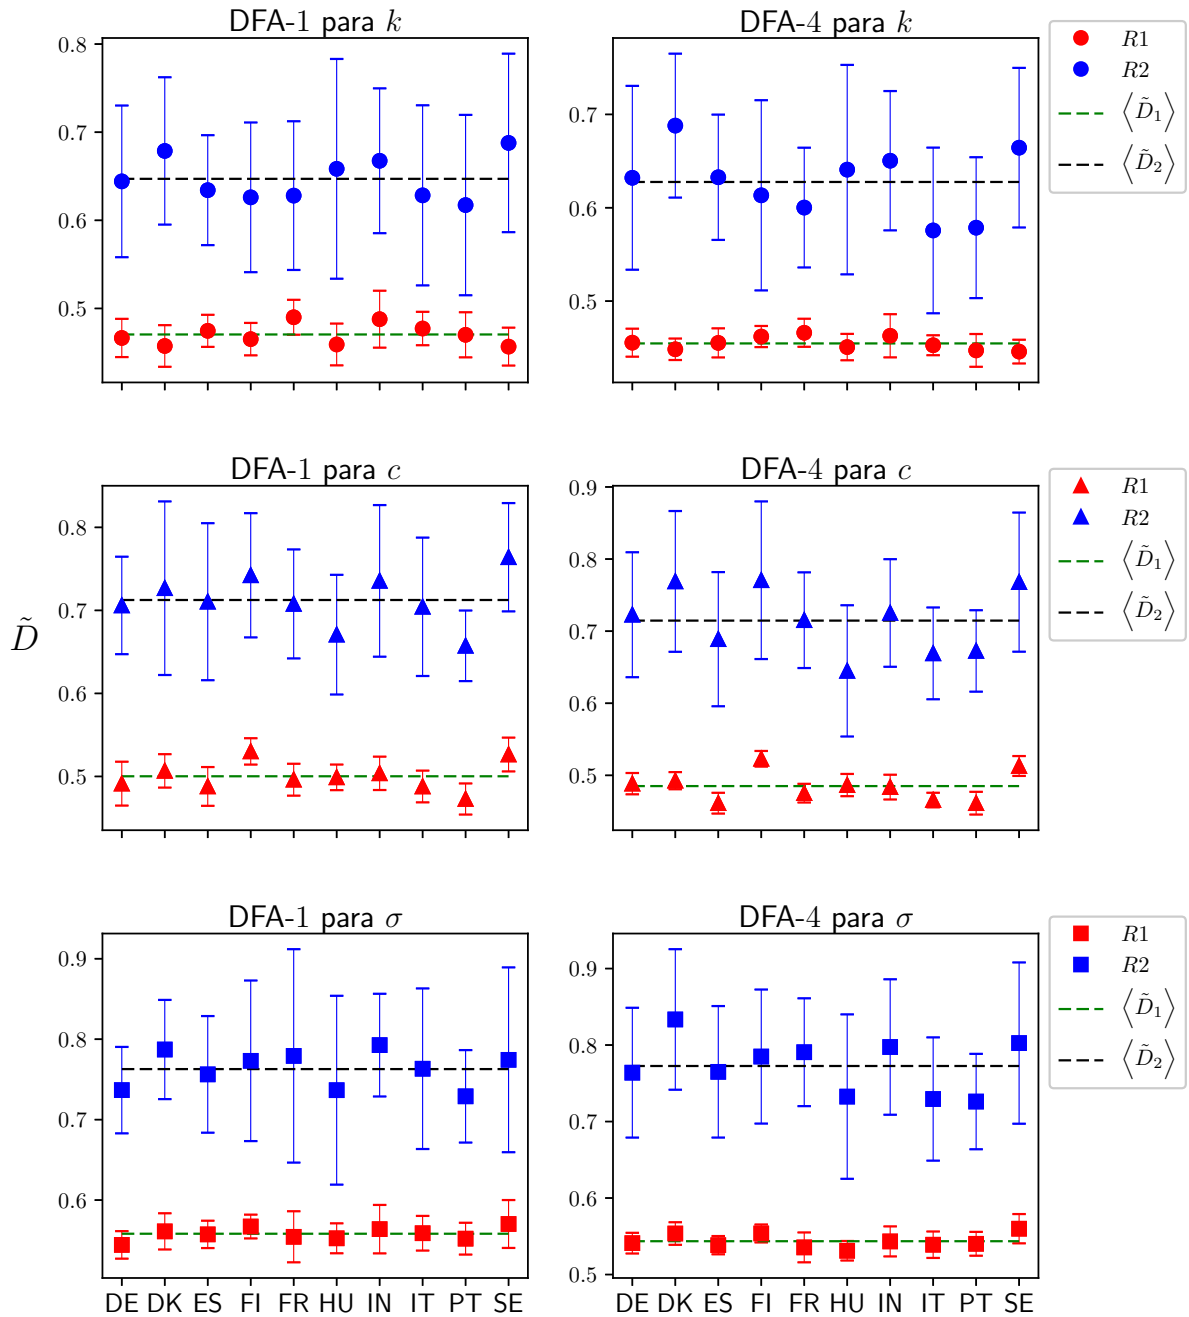 DFA-1 para k
0.8
0.7
0.6
0.5
DFA-4 para k
0.7
0.6
0.5
R1
R2
⟨D̃₁⟩
⟨D̃₂⟩
DFA-1 para c
0.8
0.7
0.6
0.5
DFA-4 para c
0.9
0.8
0.7
0.6
0.5
R1
R2
⟨D̃₁⟩
⟨D̃₂⟩
D̃
DFA-1 para σ
0.9
0.8
0.7
0.6
DE DK ES FI FR HU IN IT PT SE
DFA-4 para σ
0.9
0.8
0.7
0.6
0.5
DE DK ES FI FR HU IN IT PT SE
R1
R2
⟨D̃₁⟩
⟨D̃₂⟩